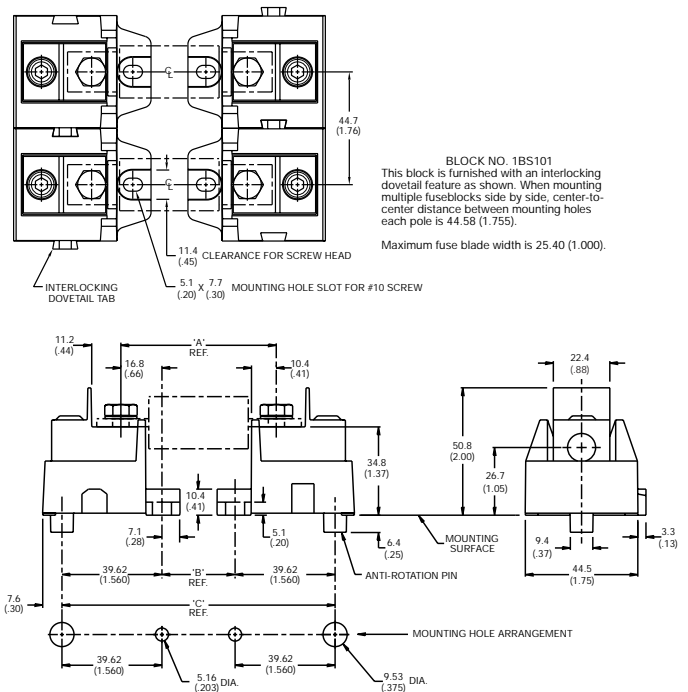 C L
44.7
(1.76)
C L
11.4
(.45)
CLEARANCE FOR SCREW HEAD
5.1 X 7.7
(.20) (.30)
MOUNTING HOLE SLOT FOR #10 SCREW
INTERLOCKING
DOVETAIL TAB
BLOCK NO. 1BS101
This block is furnished with an interlocking
dovetail feature as shown. When mounting
multiple fuseblocks side by side, center-to-
center distance between mounting holes
each pole is 44.58 (1.755).
Maximum fuse blade width is 25.40 (1.000).
11.2
(.44)
'A'
REF.
16.8
(.66)
10.4
(.41)
22.4
(.88)
50.8
(2.00)
34.8
(1.37)
26.7
(1.05)
10.4
(.41)
7.1
(.28)
5.1
(.20)
6.4
(.25)
MOUNTING
SURFACE
9.4
(.37)
3.3
(.13)
44.5
(1.75)
ANTI-ROTATION PIN
39.62
(1.560)
'B'
REF.
39.62
(1.560)
7.6
(.30)
'C'
REF.
MOUNTING HOLE ARRANGEMENT
39.62
(1.560)
39.62
(1.560)
5.16
(.203)
DIA.
9.53
(.375)
DIA.